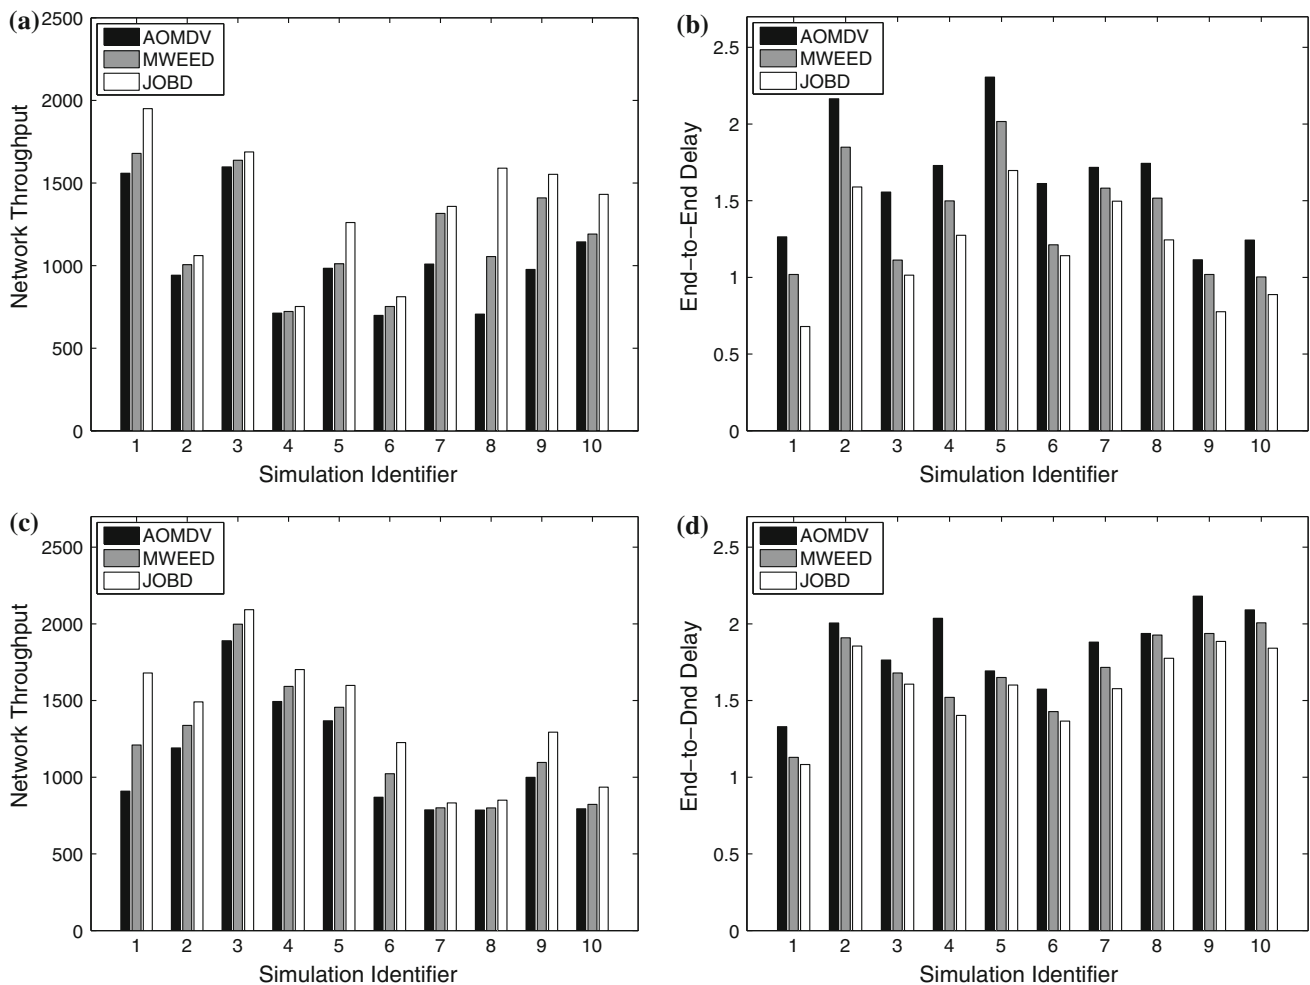 (a)
2500
2000
1500
1000
500
0
Network Throughput
AOMDV
MWEED
JOBD
1 2 3 4 5 6 7 8 9 10
Simulation Identifier
(b)
2.5
2
1.5
1
0.5
0
End-to-End Delay
AOMDV
MWEED
JOBD
1 2 3 4 5 6 7 8 9 10
Simulation Identifier
(c)
2500
2000
1500
1000
500
0
Network Throughput
AOMDV
MWEED
JOBD
1 2 3 4 5 6 7 8 9 10
Simulation Identifier
(d)
2.5
2
1.5
1
0.5
0
End-to-Dnd Delay
AOMDV
MWEED
JOBD
1 2 3 4 5 6 7 8 9 10
Simulation Identifier